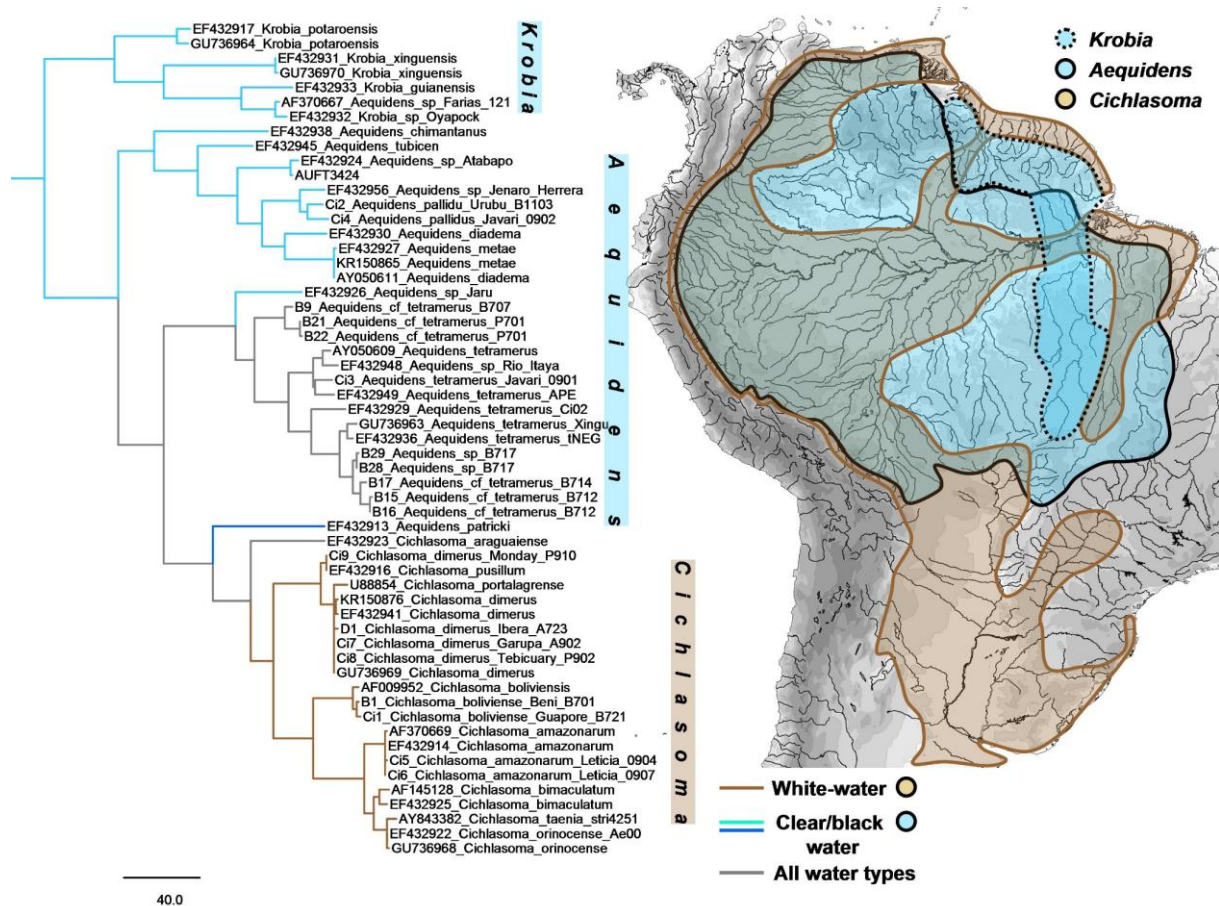 EF432917_Krobia_potaroensis
GU736964_Krobia_potaroensis
EF432931_Krobia_xinguensis
GU736970_Krobia_xinguensis
EF432933_Krobia_guianensis
AF370667_Aequidens_sp_Farias_121
EF432932_Krobia_sp_Oyapock
EF432938_Aequidens_chimantanus
EF432945_Aequidens_tubicen
EF432924_Aequidens_sp_Atabapo
AUFT3424
EF432956_Aequidens_sp_Jenaro_Herrera
Ci2_Aequidens_pallidu_Urubu_B1103
Ci4_Aequidens_pallidus_Javari_0902
EF432930_Aequidens_diadema
EF432927_Aequidens_metae
KR150865_Aequidens_metae
AY050611_Aequidens_diadema
EF432926_Aequidens_sp_Jaru
B9_Aequidens_cf_tetramerus_B707
B21_Aequidens_cf_tetramerus_P701
B22_Aequidens_cf_tetramerus_P701
AY050609_Aequidens_tetramerus
EF432948_Aequidens_sp_Rio_Itaya
Ci3_Aequidens_tetramerus_Javari_0901
EF432949_Aequidens_tetramerus_APE
EF432929_Aequidens_tetramerus_Ci02
GU736963_Aequidens_tetramerus_Xingu
EF432936_Aequidens_tetramerus_tNEG
B29_Aequidens_sp_B717
B28_Aequidens_sp_B717
B17_Aequidens_cf_tetramerus_B714
B15_Aequidens_cf_tetramerus_B712
B16_Aequidens_cf_tetramerus_B712
EF432913_Aequidens_patricki
EF432923_Cichlasoma_araguaiense
Ci9_Cichlasoma_dimerus_Monday_P910
EF432916_Cichlasoma_pusillum
U88854_Cichlasoma_portalagrense
KR150876_Cichlasoma_dimerus
EF432941_Cichlasoma_dimerus
D1_Cichlasoma_dimerus_Ibera_A723
Ci7_Cichlasoma_dimerus_Garupa_A902
Ci8_Cichlasoma_dimerus_Tebicuary_P902
GU736969_Cichlasoma_dimerus
AF009952_Cichlasoma_boliviensis
B1_Cichlasoma_boliviense_Beni_B701
Ci1_Cichlasoma_boliviense_Guapore_B721
AF370669_Cichlasoma_amazonarum
EF432914_Cichlasoma_amazonarum
Ci5_Cichlasoma_amazonarum_Leticia_0904
Ci6_Cichlasoma_amazonarum_Leticia_0907
AF145128_Cichlasoma_bimaculatum
EF432925_Cichlasoma_bimaculatum
AY843382_Cichlasoma_taenia_stri4251
EF432922_Cichlasoma_orinocense_Ae00
GU736968_Cichlasoma_orinocense
40.0
Krobia
Aequidens
Cichlasoma
Krobia
Aequidens
Cichlasoma
White-water
Clear/black
water
All water types